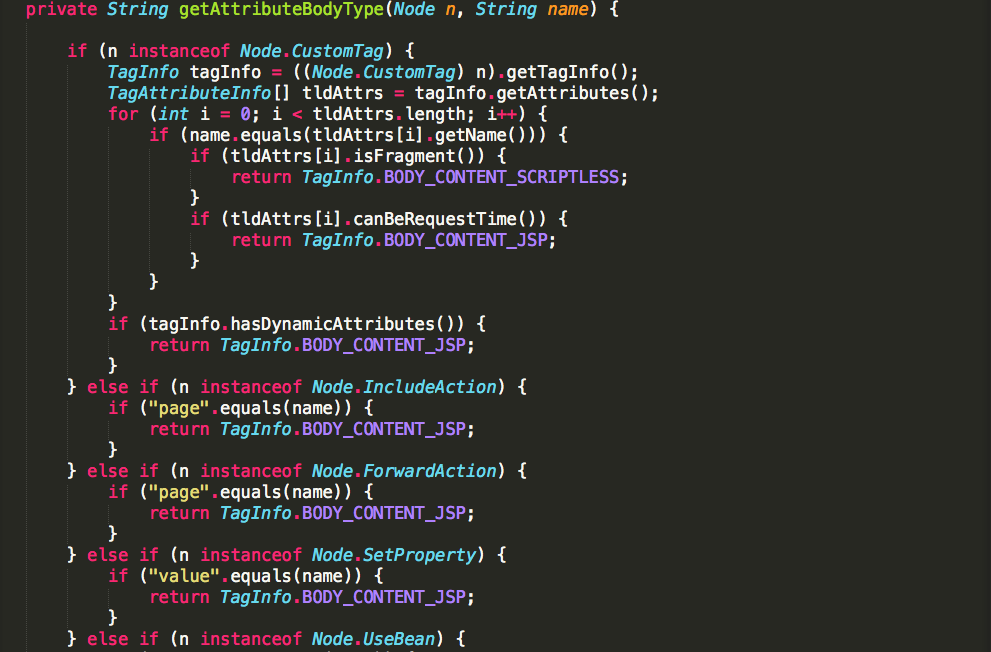 private String getAttributeBodyType(Node n, String name) {
if (n instanceof Node.CustomTag) {
TagInfo tagInfo = ((Node.CustomTag) n).getTagInfo();
TagAttributeInfo[] tldAttrs = tagInfo.getAttributes();
for (int i = 0; i < tldAttrs.length; i++) {
if (name.equals(tldAttrs[i].getName())) {
if (tldAttrs[i].isFragment()) {
return TagInfo.BODY_CONTENT_SCRIPTLESS;
}
if (tldAttrs[i].canBeRequestTime()) {
return TagInfo.BODY_CONTENT_JSP;
}
}
}
if (tagInfo.hasDynamicAttributes()) {
return TagInfo.BODY_CONTENT_JSP;
}
} else if (n instanceof Node.IncludeAction) {
if ("page".equals(name)) {
return TagInfo.BODY_CONTENT_JSP;
}
} else if (n instanceof Node.ForwardAction) {
if ("page".equals(name)) {
return TagInfo.BODY_CONTENT_JSP;
}
} else if (n instanceof Node.SetProperty) {
if ("value".equals(name)) {
return TagInfo.BODY_CONTENT_JSP;
}
} else if (n instanceof Node.UseBean) {